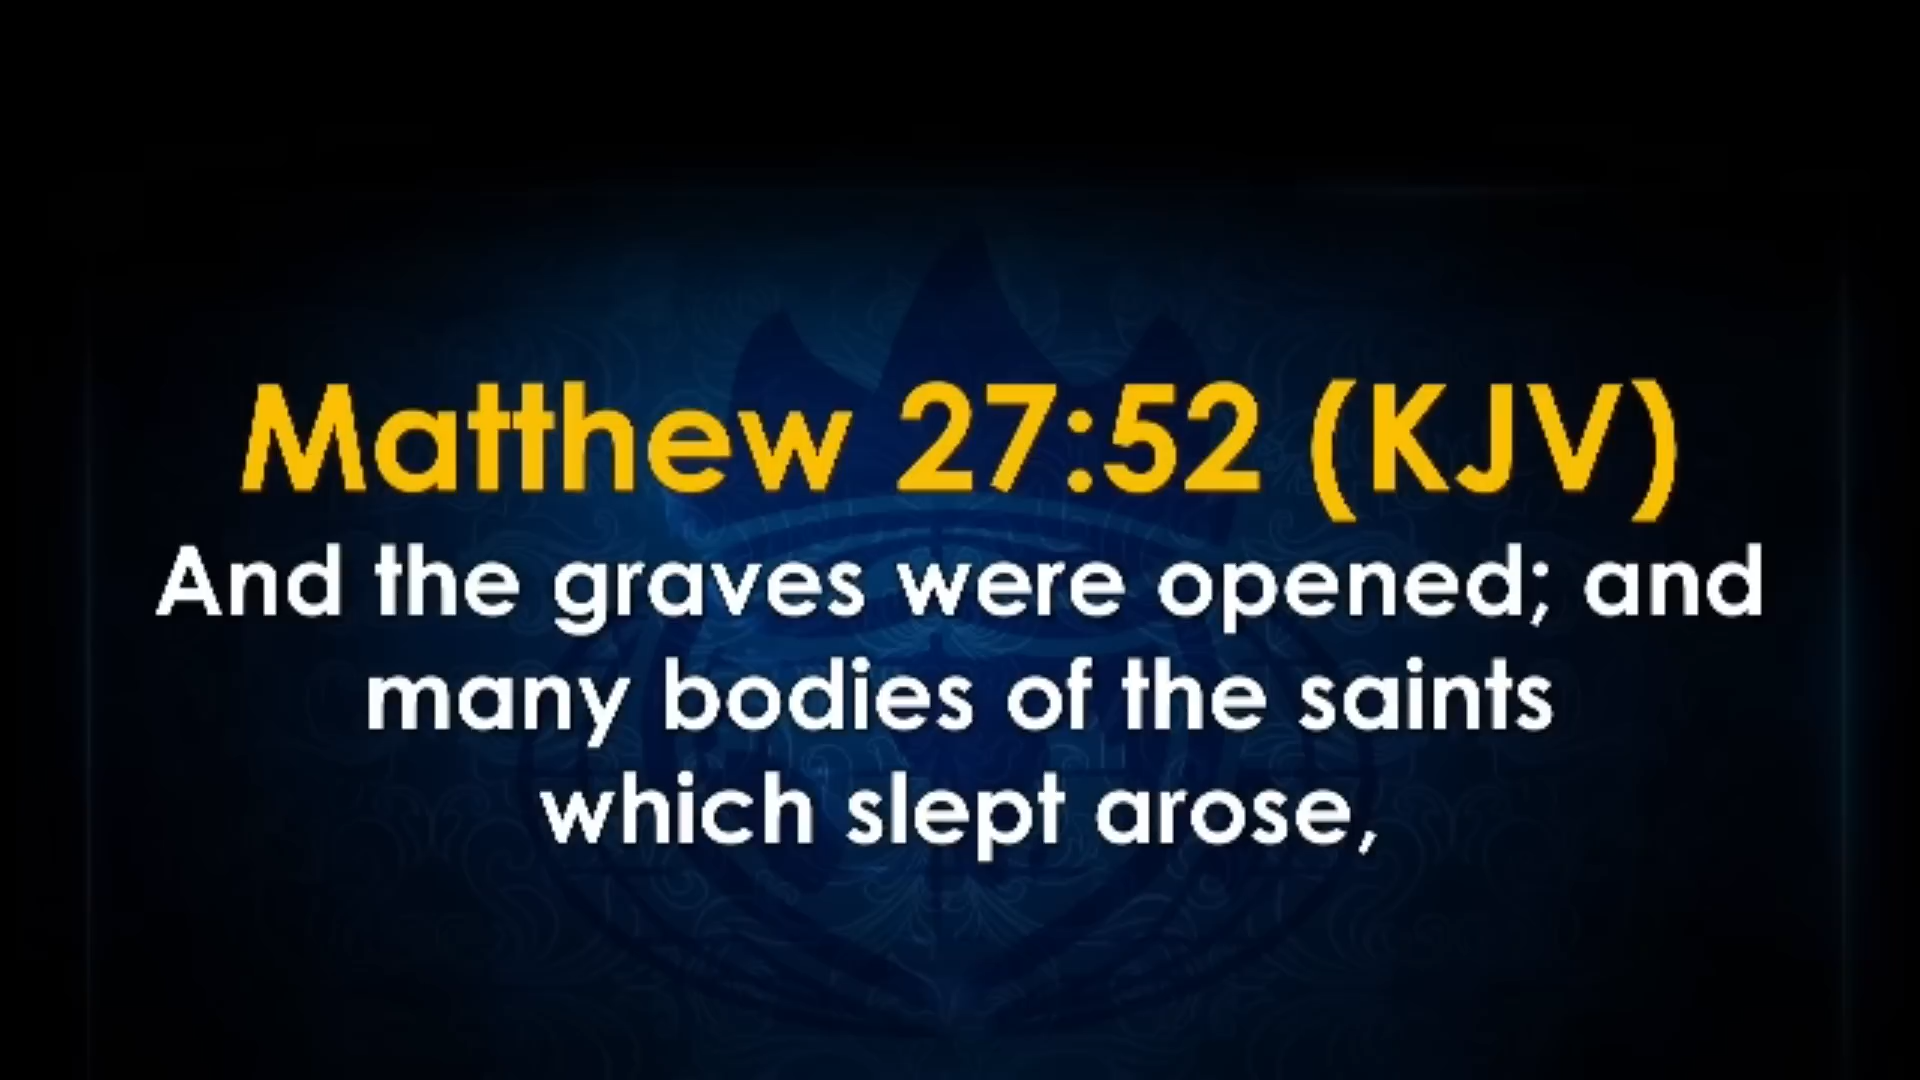 Matthew 27:52 (KJV)
And the graves were opened; and
many bodies of the saints
which slept arose,